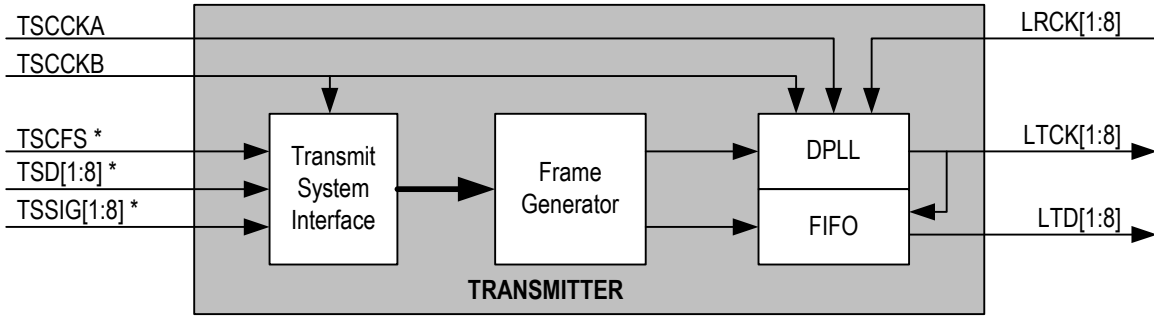 TSCCKA
LRCK[1:8]
TSCCKB
TSCFS *
TSD[1:8] *
TSSIG[1:8] *
Transmit
System
Interface
Frame
Generator
DPLL
FIFO
LTCK[1:8]
LTD[1:8]
TRANSMITTER